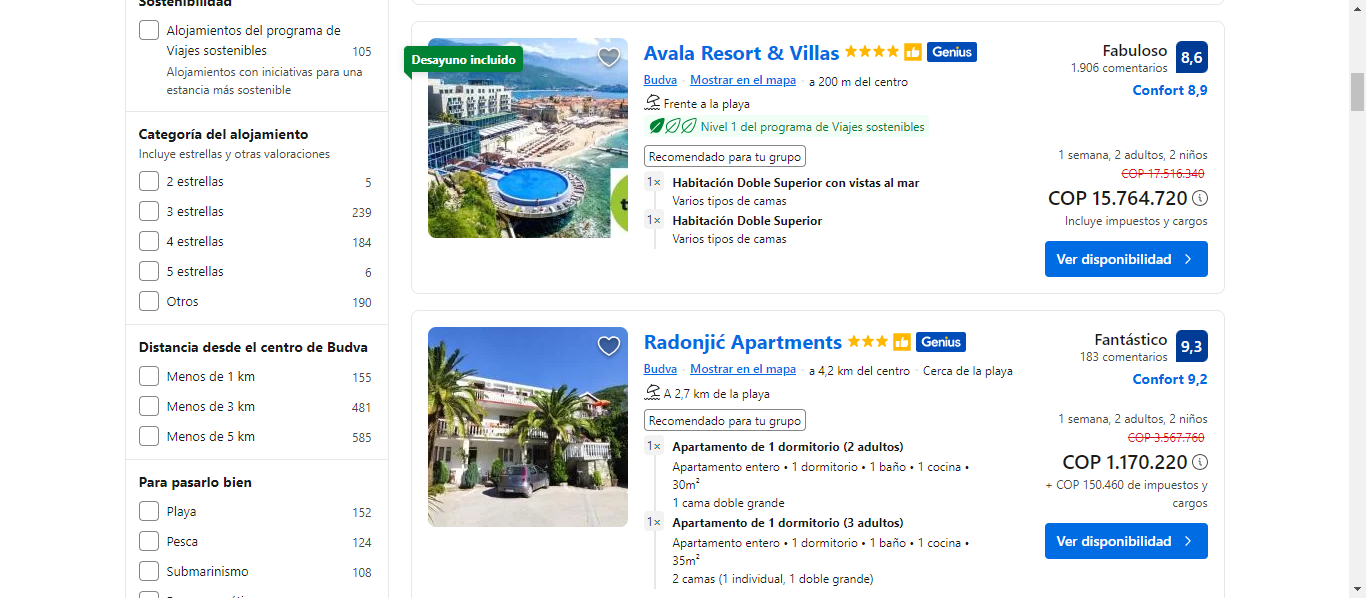 Sostenibilidad
Alojamientos del programa de
Viajes sostenibles 105
Alojamientos con iniciativas para una
estancia más sostenible
Categoría del alojamiento
Incluye estrellas y otras valoraciones
2 estrellas 5
3 estrellas 239
4 estrellas 184
5 estrellas 6
Otros 190
Distancia desde el centro de Budva
Menos de 1 km 155
Menos de 3 km 481
Menos de 5 km 585
Para pasarlo bien
Playa 152
Pesca 124
Submarinismo 108
Desayuno incluido
Avala Resort & Villas Genius
Budva · Mostrar en el mapa · a 200 m del centro
Frente a la playa
Nivel 1 del programa de Viajes sostenibles
Recomendado para tu grupo
1× Habitación Doble Superior con vistas al mar
Varios tipos de camas
1× Habitación Doble Superior
Varios tipos de camas
Fabuloso 8,6
1.906 comentarios
Confort 8,9
1 semana, 2 adultos, 2 niños
COP 17.516.340
COP 15.764.720
Incluye impuestos y cargos
Ver disponibilidad
Radonjić Apartments Genius
Budva · Mostrar en el mapa · a 4,2 km del centro · Cerca de la playa
A 2,7 km de la playa
Recomendado para tu grupo
1× Apartamento de 1 dormitorio (2 adultos)
Apartamento entero • 1 dormitorio • 1 baño • 1 cocina •
30m²
1 cama doble grande
1× Apartamento de 1 dormitorio (3 adultos)
Apartamento entero • 1 dormitorio • 1 baño • 1 cocina •
35m²
2 camas (1 individual, 1 doble grande)
Fantástico 9,3
183 comentarios
Confort 9,2
1 semana, 2 adultos, 2 niños
COP 3.567.760
COP 1.170.220
+ COP 150.460 de impuestos y
cargos
Ver disponibilidad